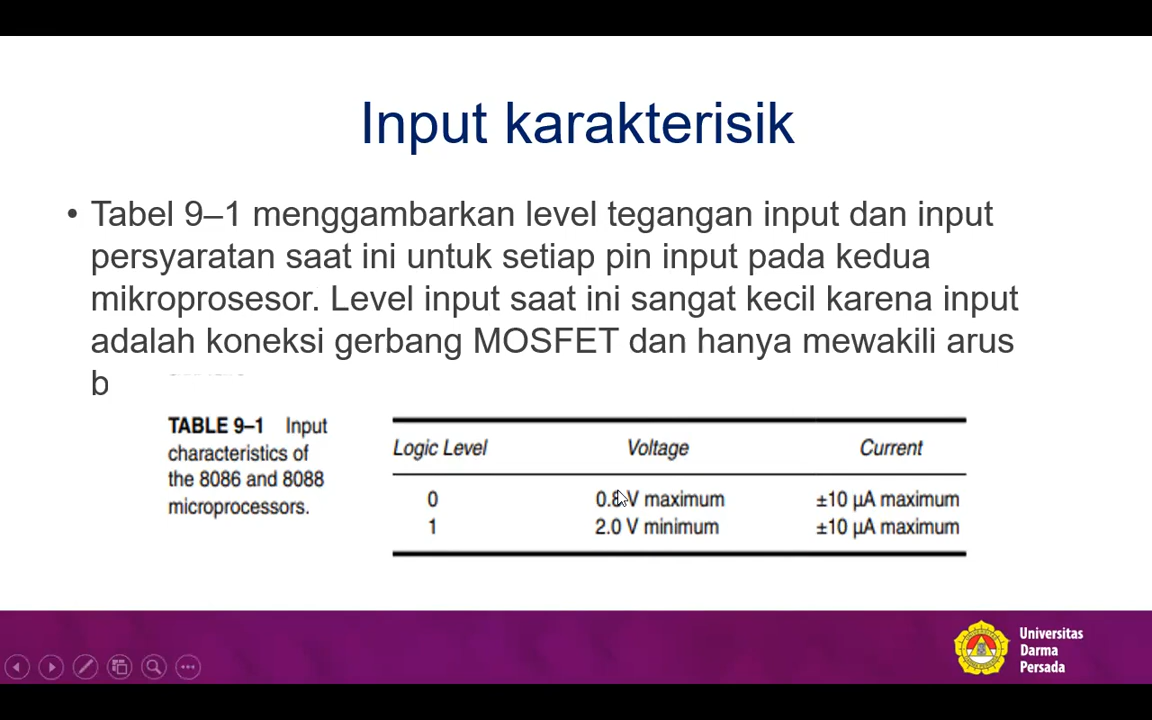 Input karakterisik
• Tabel 9–1 menggambarkan level tegangan input dan input
persyaratan saat ini untuk setiap pin input pada kedua
mikroprosesor. Level input saat ini sangat kecil karena input
adalah koneksi gerbang MOSFET dan hanya mewakili arus
b
TABLE 9–1 Input
characteristics of
the 8086 and 8088
microprocessors.
Logic Level Voltage Current
0 0.8 V maximum ±10 µA maximum
1 2.0 V minimum ±10 µA maximum
Universitas
Darma
Persada